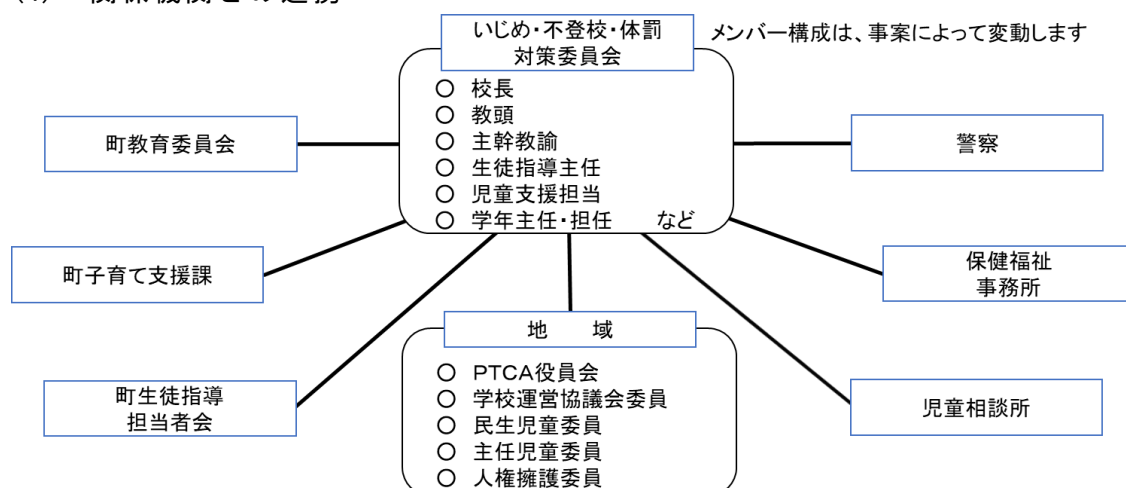 いじめ・不登校・体罰
対策委員会
メンバー構成は、事案によって変動します
○ 校長
○ 教頭
○ 主幹教諭
○ 生徒指導主任
○ 児童支援担当
○ 学年主任・担任　など
町教育委員会
警察
町子育て支援課
保健福祉
事務所
町生徒指導
担当者会
児童相談所
地　域
○ PTCA役員会
○ 学校運営協議会委員
○ 民生児童委員
○ 主任児童委員
○ 人権擁護委員